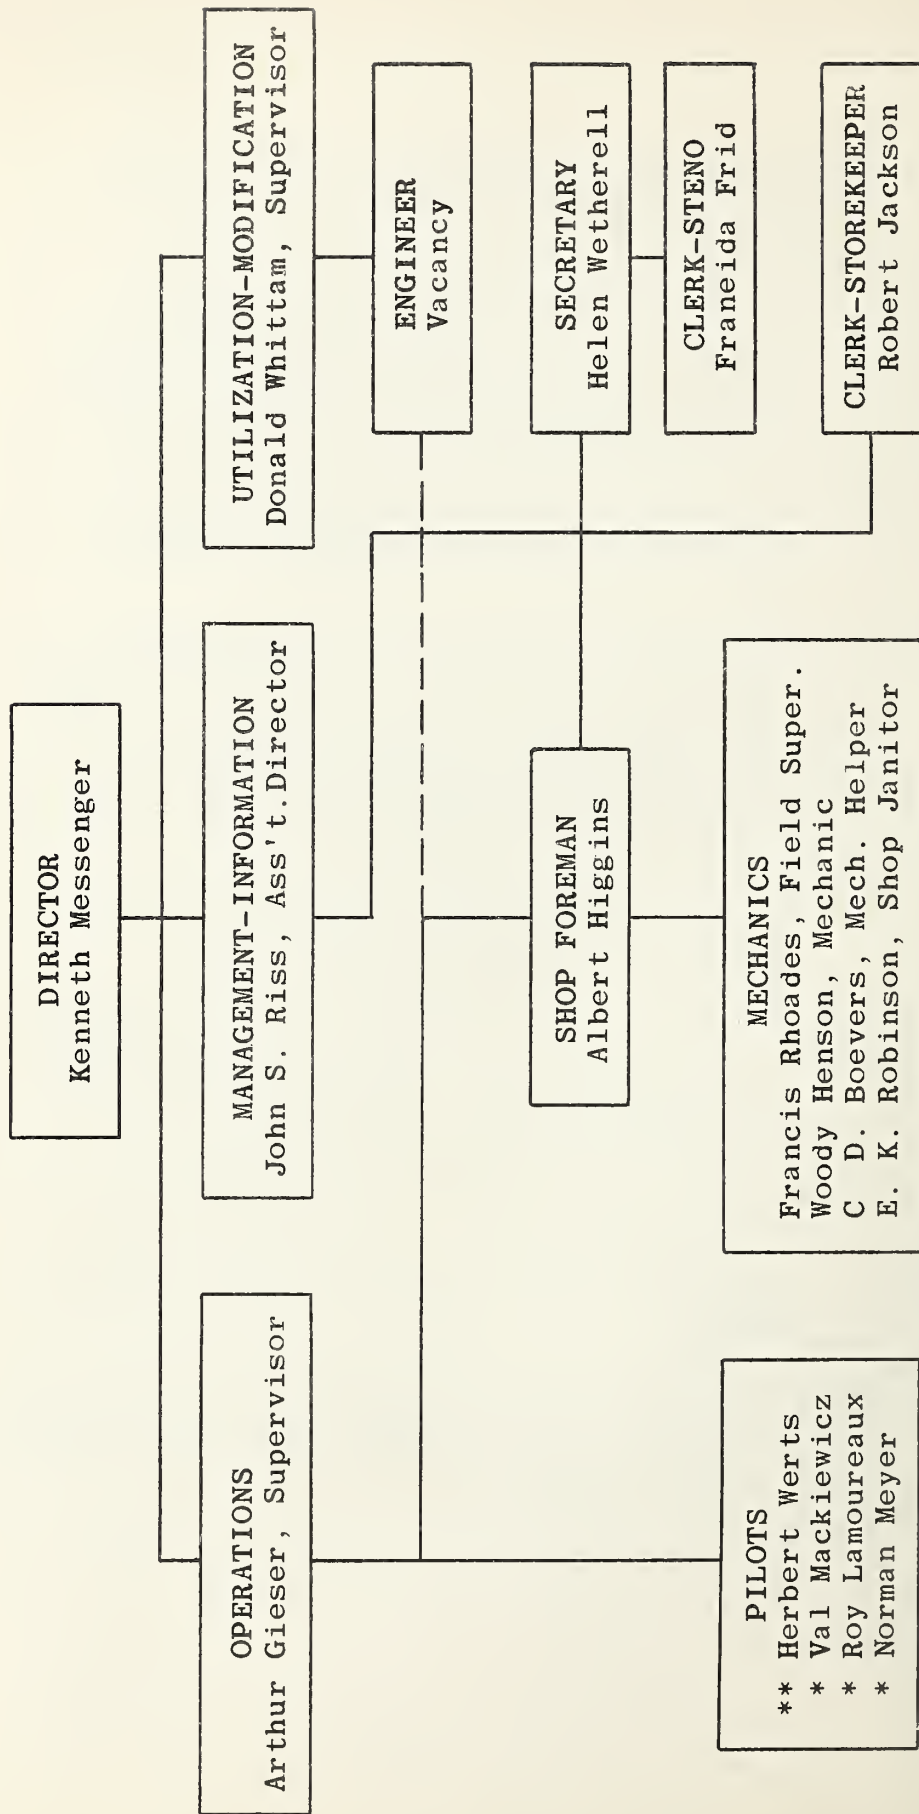 DIRECTOR
Kenneth Messenger
OPERATIONS
Arthur Gieser, Supervisor
MANAGEMENT-INFORMATION
John S. Riss, Ass't.Director
UTILIZATION-MODIFICATION
Donald Whittam, Supervisor
ENGINEER
Vacancy
SHOP FOREMAN
Albert Higgins
SECRETARY
Helen Wetherell
CLERK-STENO
Franeida Frid
PILOTS
** Herbert Werts
* Val Mackiewicz
* Roy Lamoureaux
* Norman Meyer
MECHANICS
Francis Rhoades, Field Super.
Woody Henson, Mechanic
C D. Boevers, Mech. Helper
E. K. Robinson, Shop Janitor
CLERK-STOREKEEPER
Robert Jackson